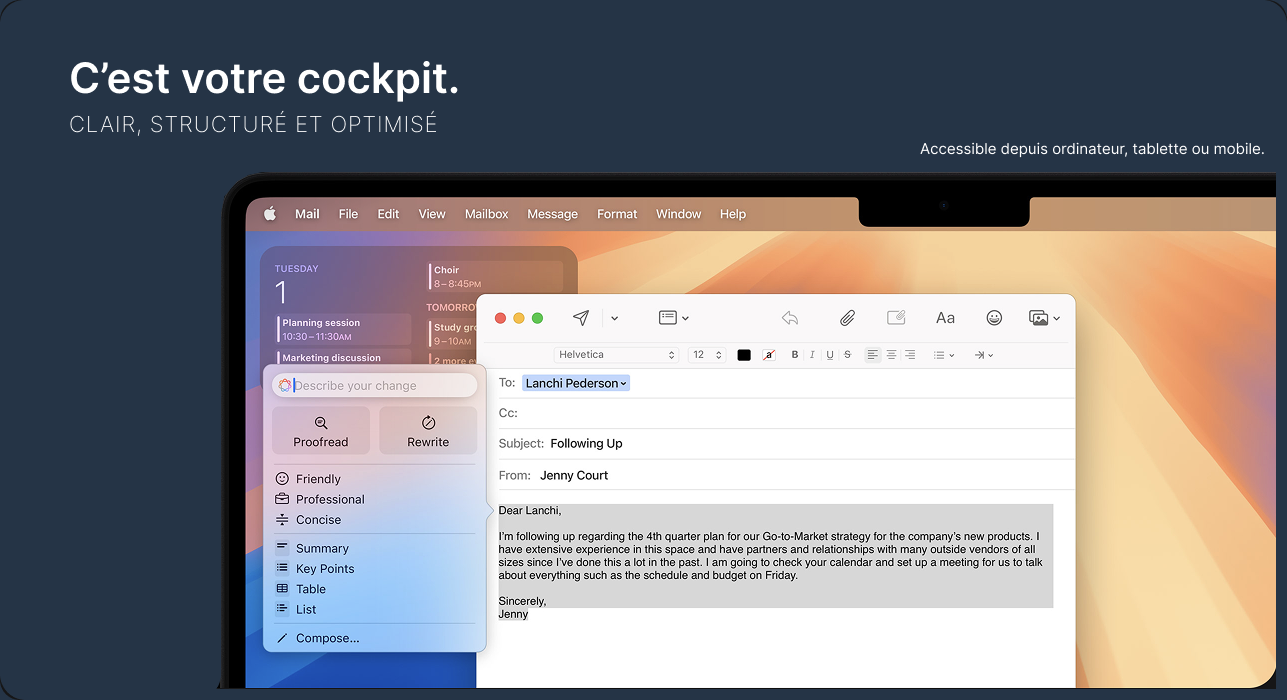 C’est votre cockpit.
CLAIR, STRUCTURÉ ET OPTIMISÉ
Accessible depuis ordinateur, tablette ou mobile.
Mail File Edit View Mailbox Message Format Window Help
TUESDAY
1
Planning session
10:30 – 11:30AM
Marketing discussion
Choir
8 – 8:45PM
TOMORRO
Study gr
9 – 10AM
2 more e
Describe your change
Proofread
Rewrite
Friendly
Professional
Concise
Summary
Key Points
Table
List
Compose...
Aa
Helvetica 12 a B I U S
To: Lanchi Pederson
Cc:
Subject: Following Up
From: Jenny Court
Dear Lanchi,
I’m following up regarding the 4th quarter plan for our Go-to-Market strategy for the company’s new products. I
have extensive experience in this space and have partners and relationships with many outside vendors of all
sizes since I’ve done this a lot in the past. I am going to check your calendar and set up a meeting for us to talk
about everything such as the schedule and budget on Friday.
Sincerely,
Jenny